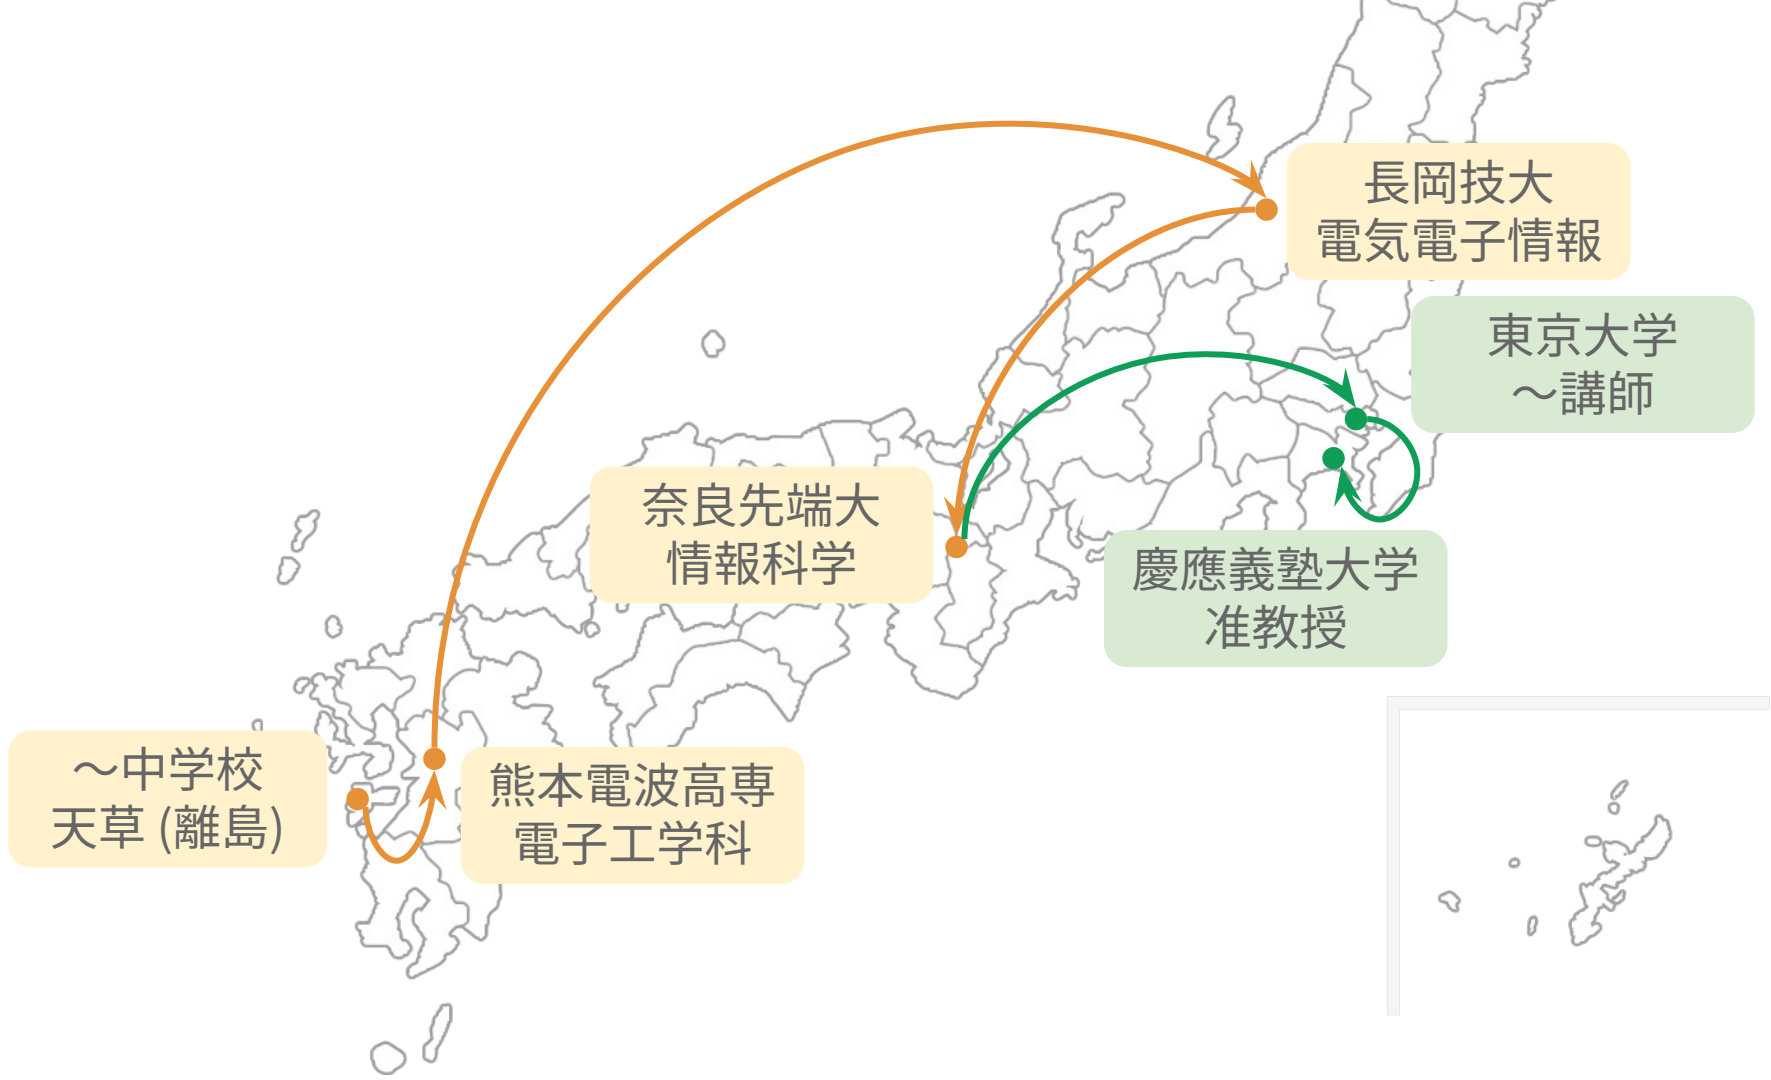 長岡技大
電気電子情報
東京大学
～講師
奈良先端大
情報科学
慶應義塾大学
准教授
～中学校
天草 (離島)
熊本電波高専
電子工学科